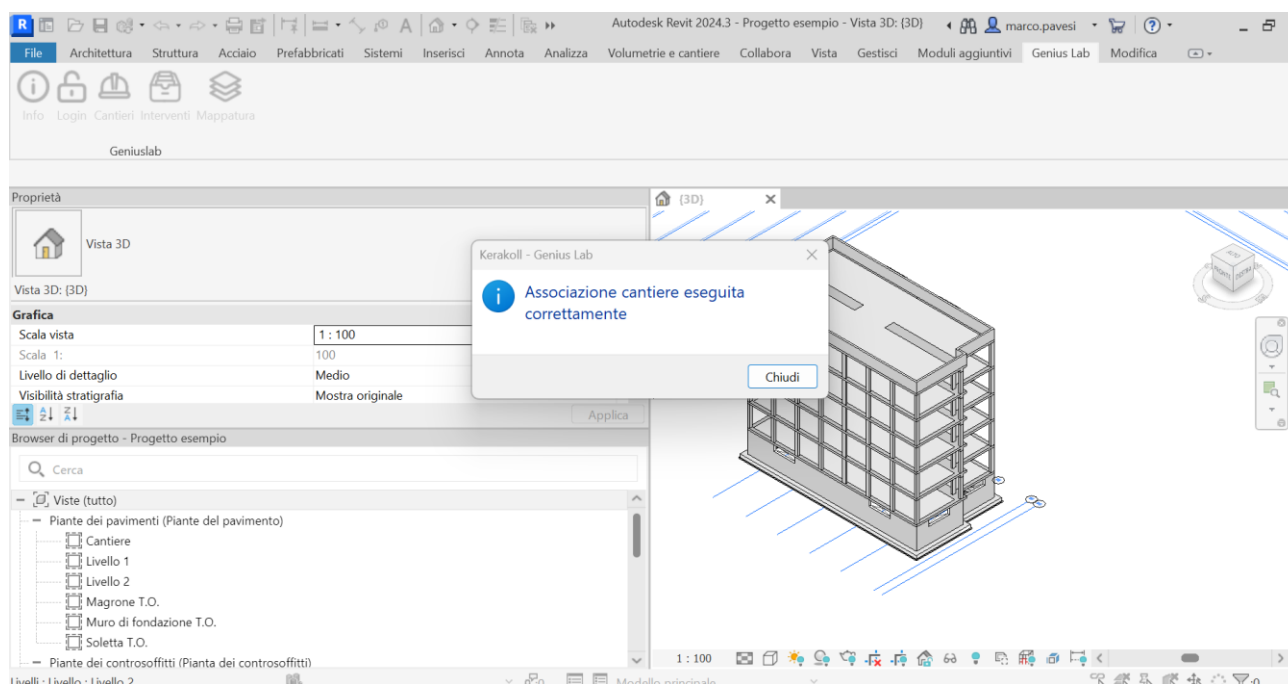 R Autodesk Revit 2024.3 - Progetto esempio - Vista 3D: {3D} marco.pavesi
File Architettura Struttura Acciaio Prefabbricati Sistemi Inserisci Annota Analizza Volumetrie e cantiere Collabora Vista Gestisci Moduli aggiuntivi Genius Lab Modifica
Info Login Cantieri Interventi Mappatura
Geniuslab
Proprietà
{3D}
Vista 3D
Vista 3D: {3D}
Kerakoll - Genius Lab
Associazione cantiere eseguita
correttamente
Chiudi
Grafica
Scala vista 1 : 100
Scala 1: 100
Livello di dettaglio Medio
Visibilità stratigrafia Mostra originale
Applica
Browser di progetto - Progetto esempio
Cerca
Viste (tutto)
Piante dei pavimenti (Piante del pavimento)
Cantiere
Livello 1
Livello 2
Magrone T.O.
Muro di fondazione T.O.
Soletta T.O.
Piante dei controsoffitti (Pianta dei controsoffitti)
1 : 100
Livelli : Livello : Livello 2 Modello principale :0